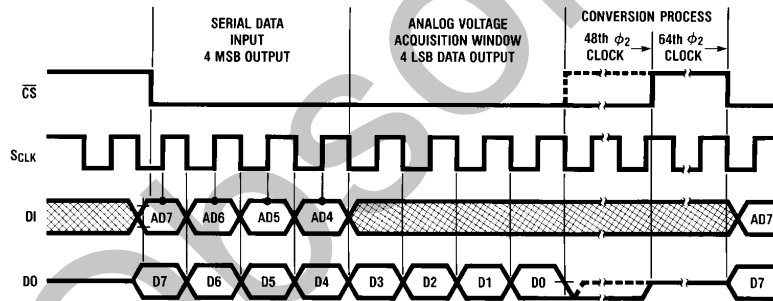 SERIAL DATA
INPUT
4 MSB OUTPUT
ANALOG VOLTAGE
ACQUISITION WINDOW
4 LSB DATA OUTPUT
CONVERSION PROCESS
48th ϕ2
CLOCK
64th ϕ2
CLOCK
CS
SCLK
DI
AD7 AD6 AD5 AD4 AD7
DO
D7 D6 D5 D4 D3 D2 D1 D0 D7